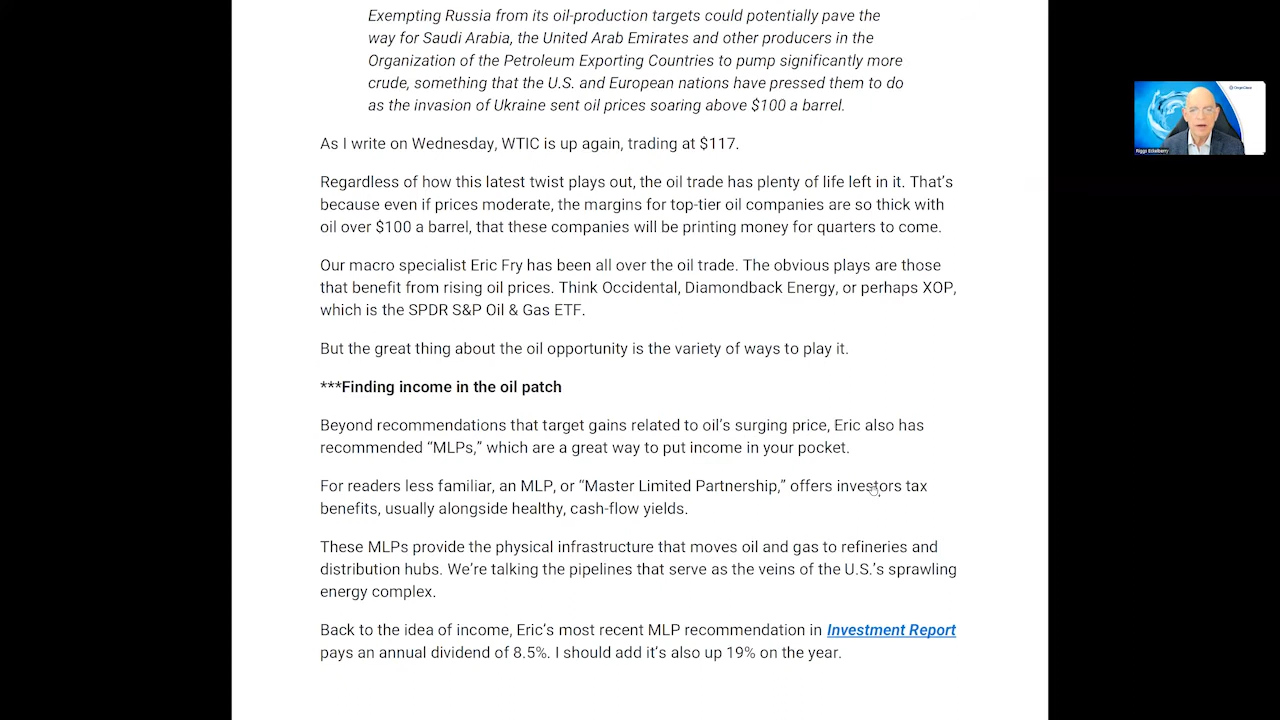 Exempting Russia from its oil-production targets could potentially pave the
way for Saudi Arabia, the United Arab Emirates and other producers in the
Organization of the Petroleum Exporting Countries to pump significantly more
crude, something that the U.S. and European nations have pressed them to do
as the invasion of Ukraine sent oil prices soaring above $100 a barrel.
As I write on Wednesday, WTIC is up again, trading at $117.
Regardless of how this latest twist plays out, the oil trade has plenty of life left in it. That’s
because even if prices moderate, the margins for top-tier oil companies are so thick with
oil over $100 a barrel, that these companies will be printing money for quarters to come.
Our macro specialist Eric Fry has been all over the oil trade. The obvious plays are those
that benefit from rising oil prices. Think Occidental, Diamondback Energy, or perhaps XOP,
which is the SPDR S&P Oil & Gas ETF.
But the great thing about the oil opportunity is the variety of ways to play it.
***Finding income in the oil patch
Beyond recommendations that target gains related to oil’s surging price, Eric also has
recommended “MLPs,” which are a great way to put income in your pocket.
For readers less familiar, an MLP, or “Master Limited Partnership,” offers investors tax
benefits, usually alongside healthy, cash-flow yields.
These MLPs provide the physical infrastructure that moves oil and gas to refineries and
distribution hubs. We’re talking the pipelines that serve as the veins of the U.S.’s sprawling
energy complex.
Back to the idea of income, Eric’s most recent MLP recommendation in Investment Report
pays an annual dividend of 8.5%. I should add it’s also up 19% on the year.
OriginClear
Riggs Eckelberry